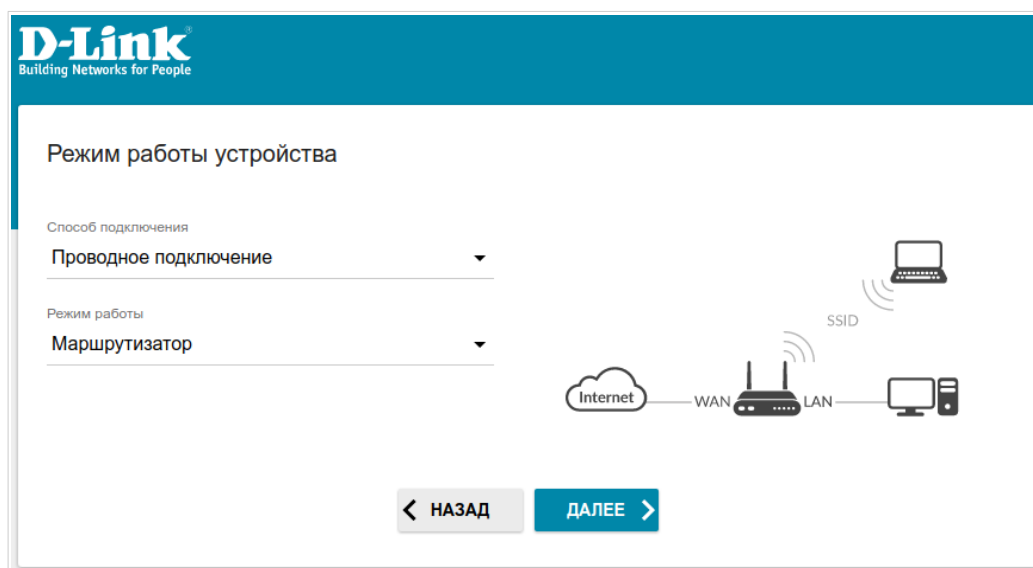 D-Link®
Building Networks for People
Режим работы устройства
Способ подключения
Проводное подключение
Режим работы
Маршрутизатор
SSID
Internet
WAN
LAN
НАЗАД
ДАЛЕЕ